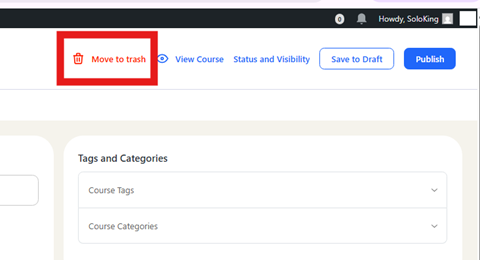 0 Howdy, SoloKing
Move to trash View Course Status and Visibility Save to Draft Publish
Tags and Categories
Course Tags
Course Categories